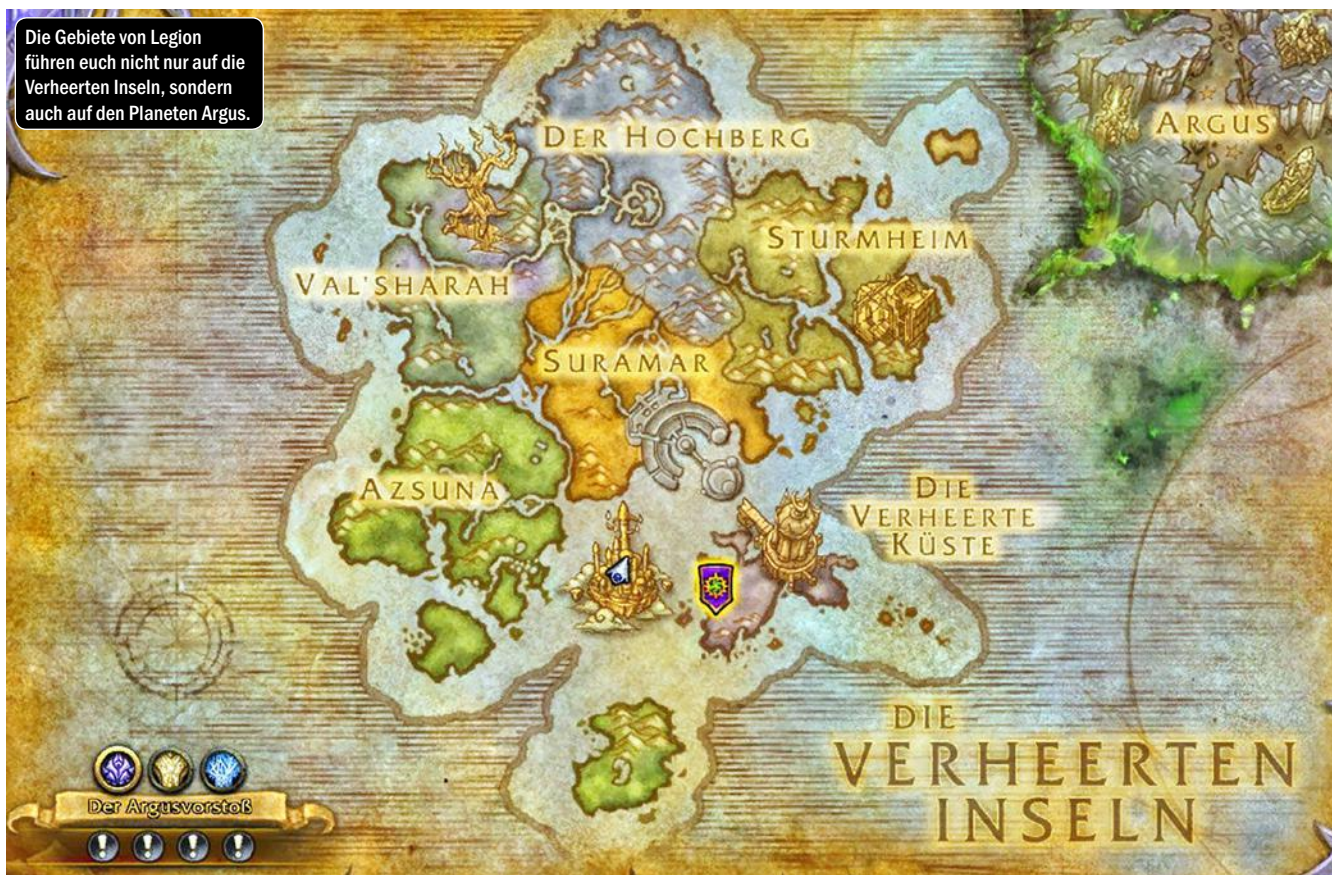 Die Gebiete von Legion
führen euch nicht nur auf die
Verheerten Inseln, sondern
auch auf den Planeten Argus.
ARGUS
DER HOCHBERG
STURMHEIM
VAL'SHARAH
SURAMAR
AZSUNA
DIE
VERHEERTE
KÜSTE
DIE
VERHEERTEN
INSELN
Der Argusvorstoß
! ! ! !